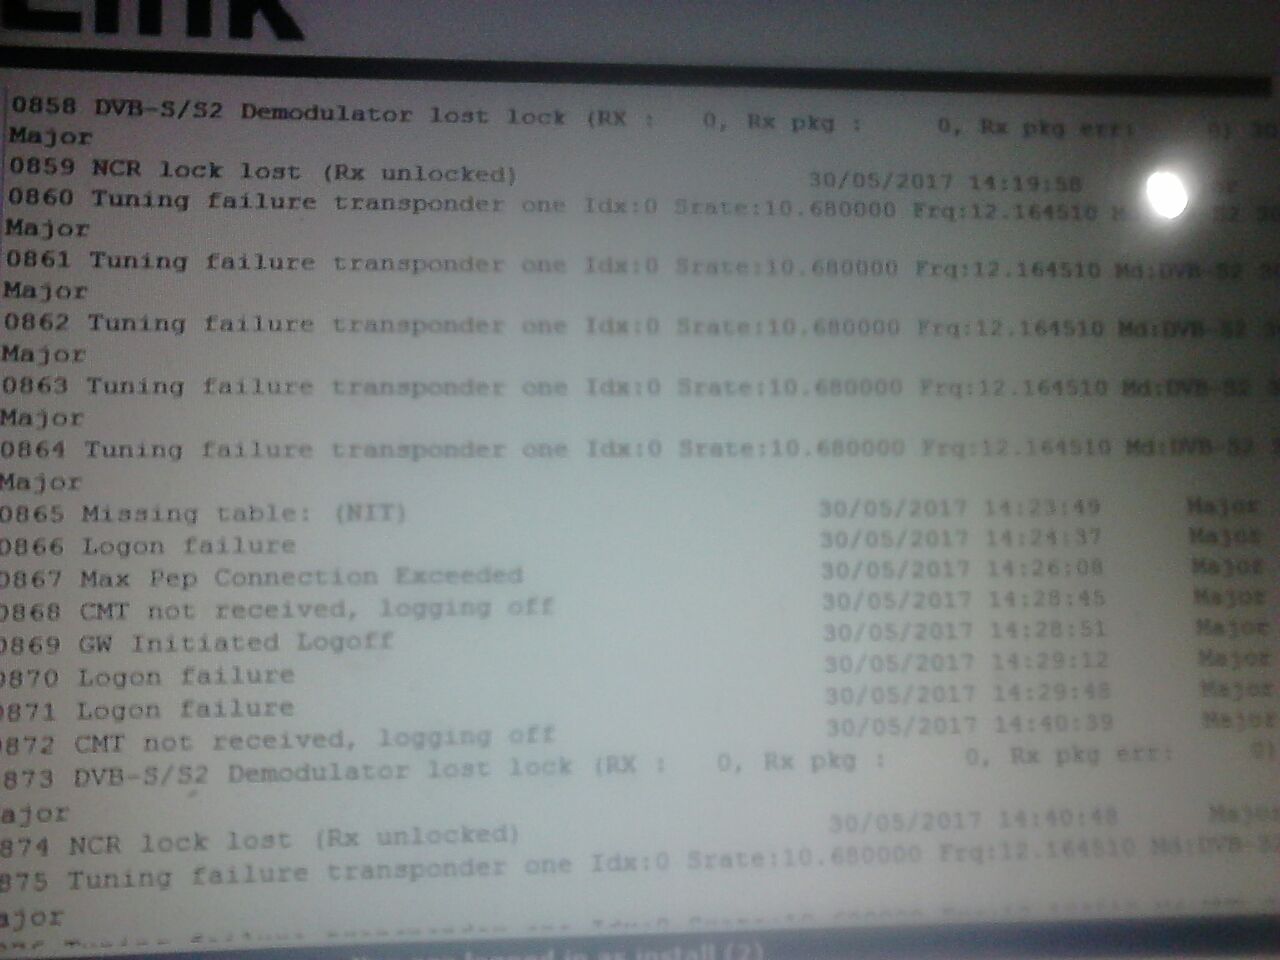 Link
0858 DVB-S/S2 Demodulator lost lock (RX : 0, Rx pkg : 0, Rx pkg err: 0)
Major
0859 NCR lock lost (Rx unlocked) 30/05/2017 14:19:58
0860 Tuning failure transponder one Idx:0 Srate:10.680000 Frq:12.164510
Major
0861 Tuning failure transponder one Idx:0 Srate:10.680000 Frq:12.164510 Md:DVB-S2
Major
0862 Tuning failure transponder one Idx:0 Srate:10.680000 Frq:12.164510 Md:DVB-S2
Major
0863 Tuning failure transponder one Idx:0 Srate:10.680000 Frq:12.164510 Md:DVB-S2
Major
0864 Tuning failure transponder one Idx:0 Srate:10.680000 Frq:12.164510 Md:DVB-S2
Major
0865 Missing table: (NIT) 30/05/2017 14:23:49 Major
0866 Logon failure 30/05/2017 14:24:37 Major
0867 Max Pep Connection Exceeded 30/05/2017 14:26:08 Major
0868 CMT not received, logging off 30/05/2017 14:28:45 Major
0869 GW Initiated Logoff 30/05/2017 14:28:51 Major
0870 Logon failure 30/05/2017 14:29:12 Major
0871 Logon failure 30/05/2017 14:29:48 Major
0872 CMT not received, logging off 30/05/2017 14:40:39 Major
873 DVB-S/S2 Demodulator lost lock (RX : 0, Rx pkg : 0, Rx pkg err: 0)
ajor
874 NCR lock lost (Rx unlocked) 30/05/2017 14:40:48 Major
875 Tuning failure transponder one Idx:0 Srate:10.680000 Frq:12.164510 Md:DVB-S
ajor
logged in as install (2)